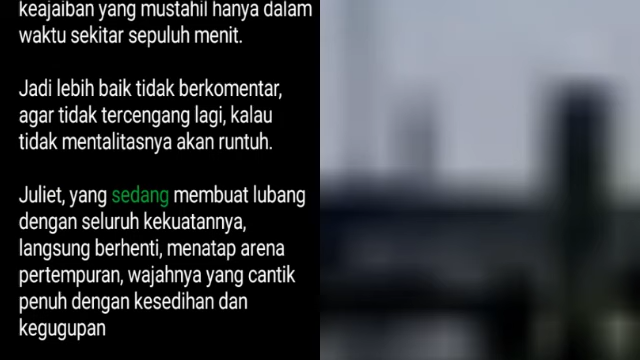 keajaiban yang mustahil hanya dalam
waktu sekitar sepuluh menit.
Jadi lebih baik tidak berkomentar,
agar tidak tercengang lagi, kalau
tidak mentalitasnya akan runtuh.
Juliet, yang sedang membuat lubang
dengan seluruh kekuatannya,
langsung berhenti, menatap arena
pertempuran, wajahnya yang cantik
penuh dengan kesedihan dan
kegugupan